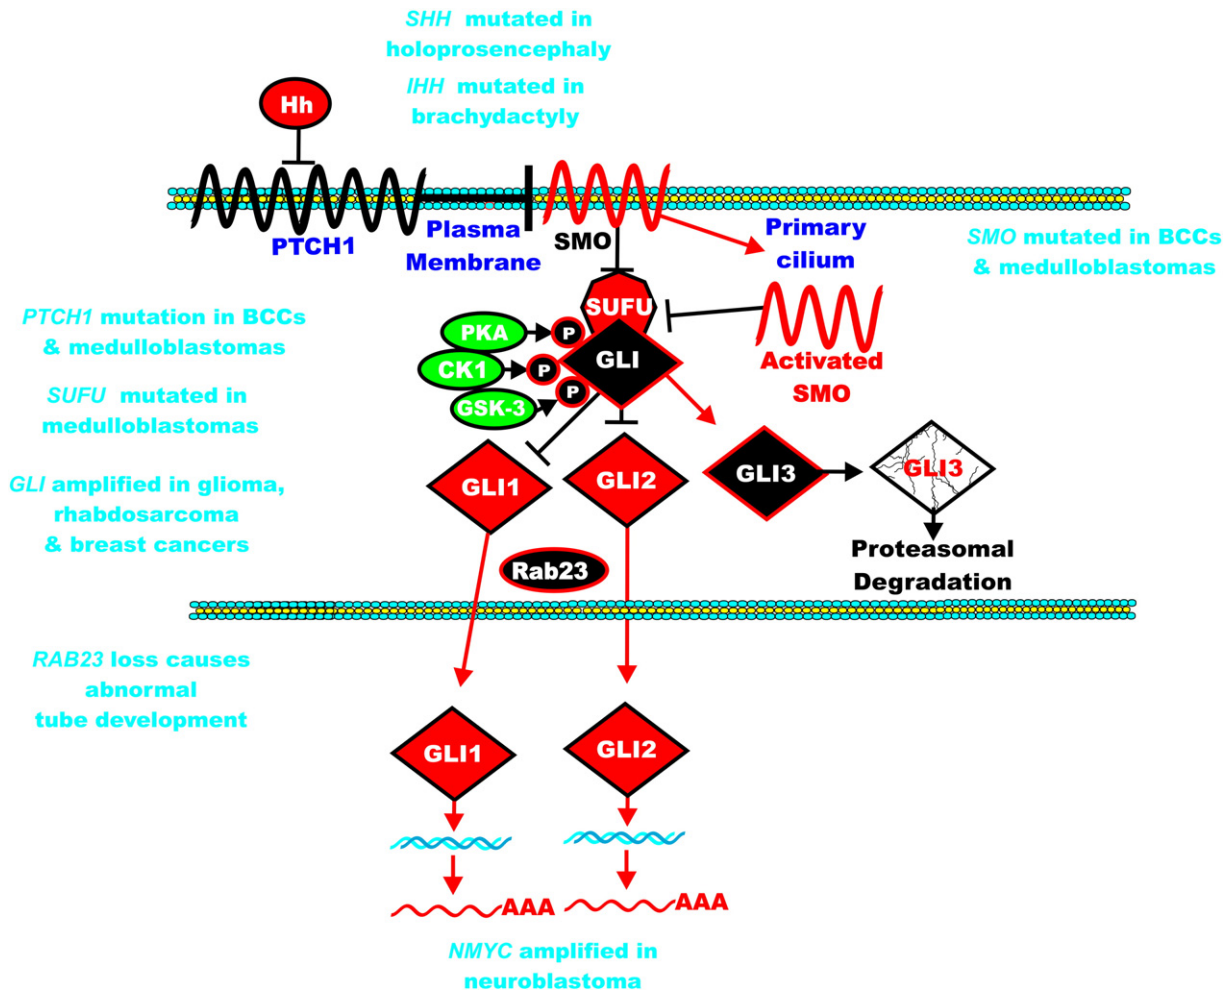 SHH mutated in
holoprosencephaly
IHH mutated in
brachydactyly
Hh
PTCH1
Plasma
Membrane
SMO
Primary
cilium
SMO mutated in BCCs
& medulloblastomas
PTCH1 mutation in BCCs
& medulloblastomas
SUFU
PKA
P
CK1
P
GSK-3
P
GLI
Activated
SMO
SUFU mutated in
medulloblastomas
GLI amplified in glioma,
rhabdosarcoma
& breast cancers
GLI1
GLI2
GLI3
GLI3
Proteasomal
Degradation
Rab23
RAB23 loss causes
abnormal
tube development
GLI1
GLI2
AAA
AAA
NMYC amplified in
neuroblastoma